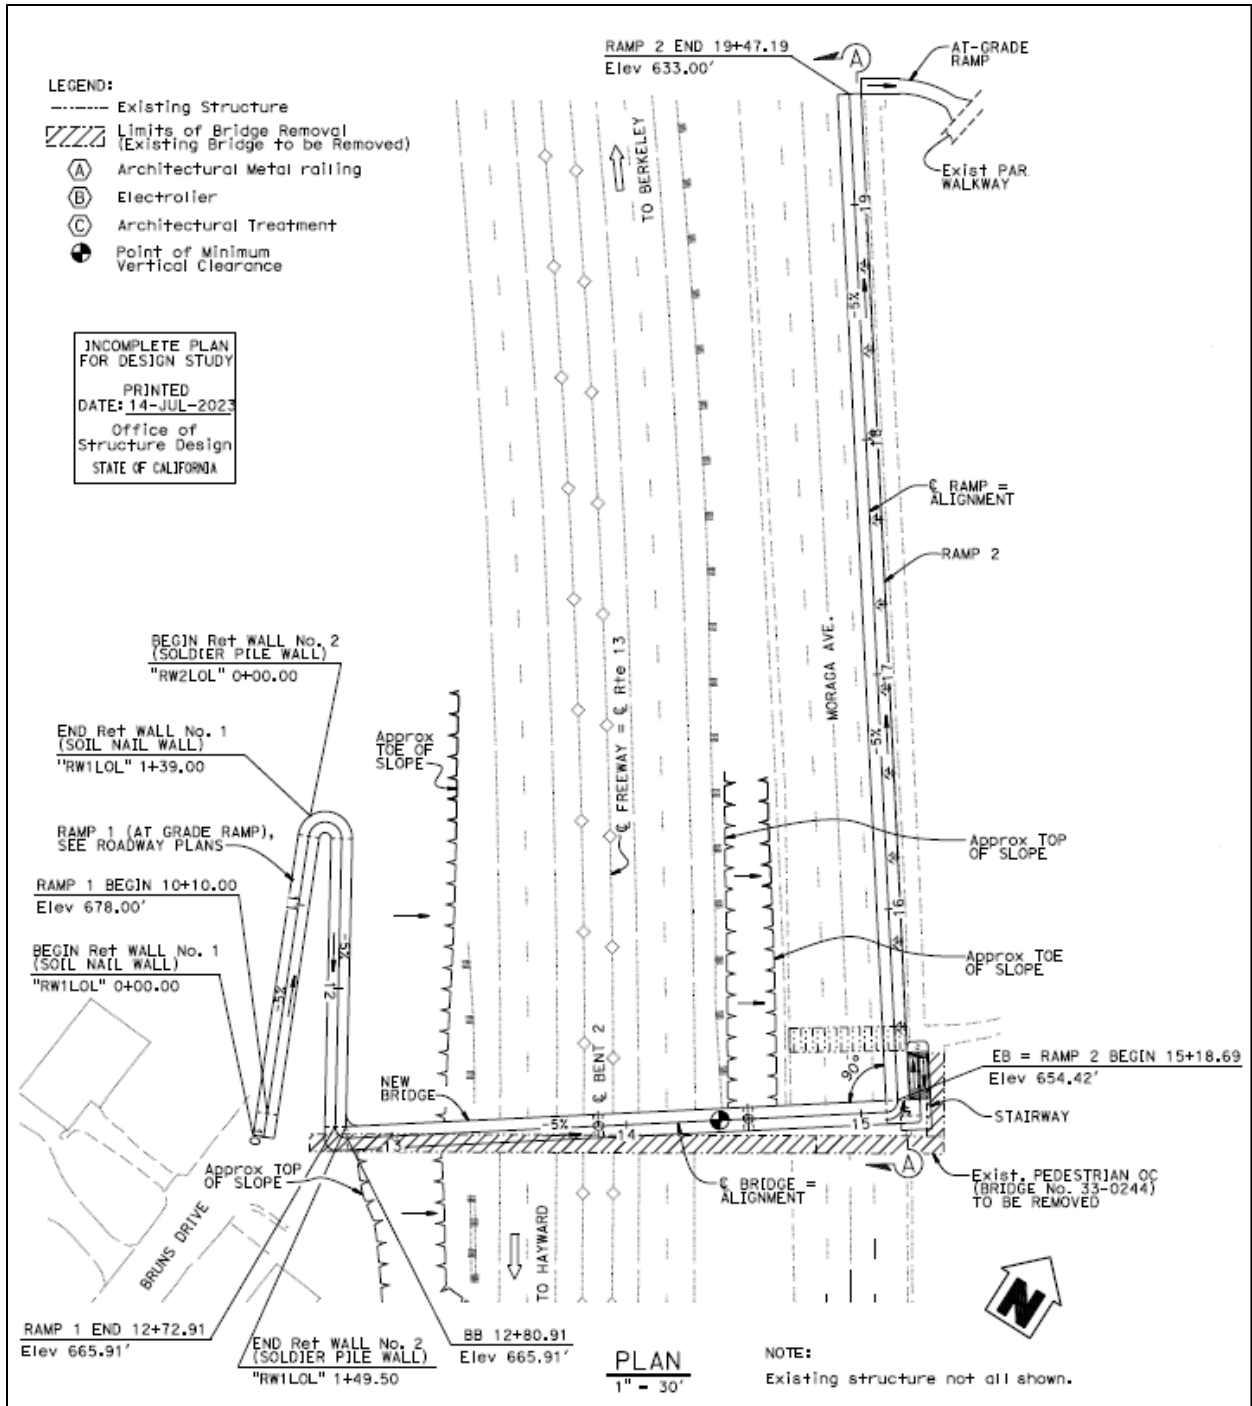 RAMP 2 END 19+47.19
Elev 633.00'
A
AT-GRADE
RAMP
LEGEND:
Existing Structure
Limits of Bridge Removal
(Existing Bridge to be Removed)
A Architectural Metal railing
B Electrolier
C Architectural Treatment
Point of Minimum
Vertical Clearance
TO BERKELEY
Exist PAR
WALKWAY
19
-5%
INCOMPLETE PLAN
FOR DESIGN STUDY
PRINTED
DATE: 14-JUL-2023
Office of
Structure Design
STATE OF CALIFORNIA
18
℄ RAMP =
ALIGNMENT
RAMP 2
BEGIN Ret WALL No. 2
(SOLDIER PILE WALL)
"RW2LOL" 0+00.00
℄ FREEWAY = ℄ Rte 13
MORAGA AVE.
17
-5%
END Ret WALL No. 1
(SOIL NAIL WALL)
"RW1LOL" 1+39.00
Approx
TOE OF
SLOPE
RAMP 1 (AT GRADE RAMP),
SEE ROADWAY PLANS
Approx TOP
OF SLOPE
RAMP 1 BEGIN 10+10.00
Elev 678.00'
11
16
BEGIN Ret WALL No. 1
(SOIL NAIL WALL)
"RW1LOL" 0+00.00
-5%
-5%
12
Approx TOE
OF SLOPE
NEW
BRIDGE
℄ BENT 2
90°
EB = RAMP 2 BEGIN 15+18.69
Elev 654.42'
STAIRWAY
-5%
13
14
15
A
Approx TOP
OF SLOPE
℄ BRIDGE =
ALIGNMENT
Exist. PEDESTRIAN OC
(BRIDGE No. 33-0244)
TO BE REMOVED
BRUNS DRIVE
TO HAYWARD
N
RAMP 1 END 12+72.91
Elev 665.91'
END Ret WALL No. 2
(SOLDIER PILE WALL)
"RW1LOL" 1+49.50
BB 12+80.91
Elev 665.91'
PLAN
1" = 30'
NOTE:
Existing structure not all shown.